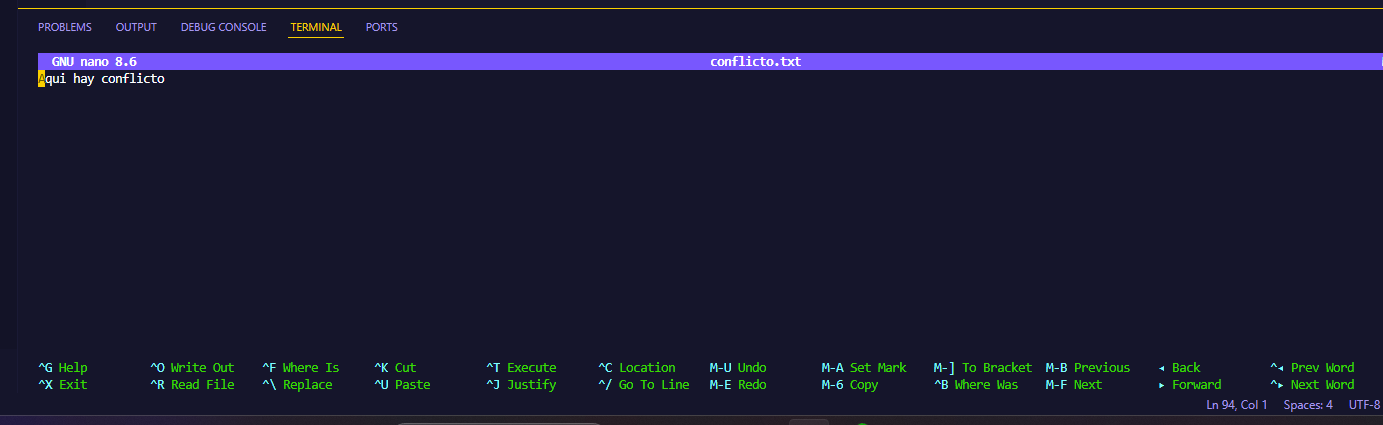 PROBLEMS OUTPUT DEBUG CONSOLE TERMINAL PORTS
GNU nano 8.6 conflicto.txt
Aqui hay conflicto
^G Help ^O Write Out ^F Where Is ^K Cut ^T Execute ^C Location M-U Undo M-A Set Mark M-] To Bracket M-B Previous ◂ Back ^◂ Prev Word
^X Exit ^R Read File ^\ Replace ^U Paste ^J Justify ^/ Go To Line M-E Redo M-6 Copy ^B Where Was M-F Next ▸ Forward ^▸ Next Word
Ln 94, Col 1 Spaces: 4 UTF-8